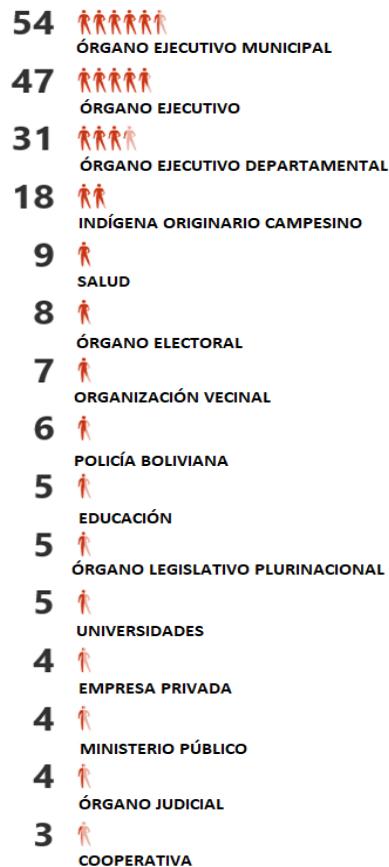 54
ÓRGANO EJECUTIVO MUNICIPAL
47
ÓRGANO EJECUTIVO
31
ÓRGANO EJECUTIVO DEPARTAMENTAL
18
INDÍGENA ORIGINARIO CAMPESINO
9
SALUD
8
ÓRGANO ELECTORAL
7
ORGANIZACIÓN VECINAL
6
POLICÍA BOLIVIANA
5
EDUCACIÓN
5
ÓRGANO LEGISLATIVO PLURINACIONAL
5
UNIVERSIDADES
4
EMPRESA PRIVADA
4
MINISTERIO PÚBLICO
4
ÓRGANO JUDICIAL
3
COOPERATIVA